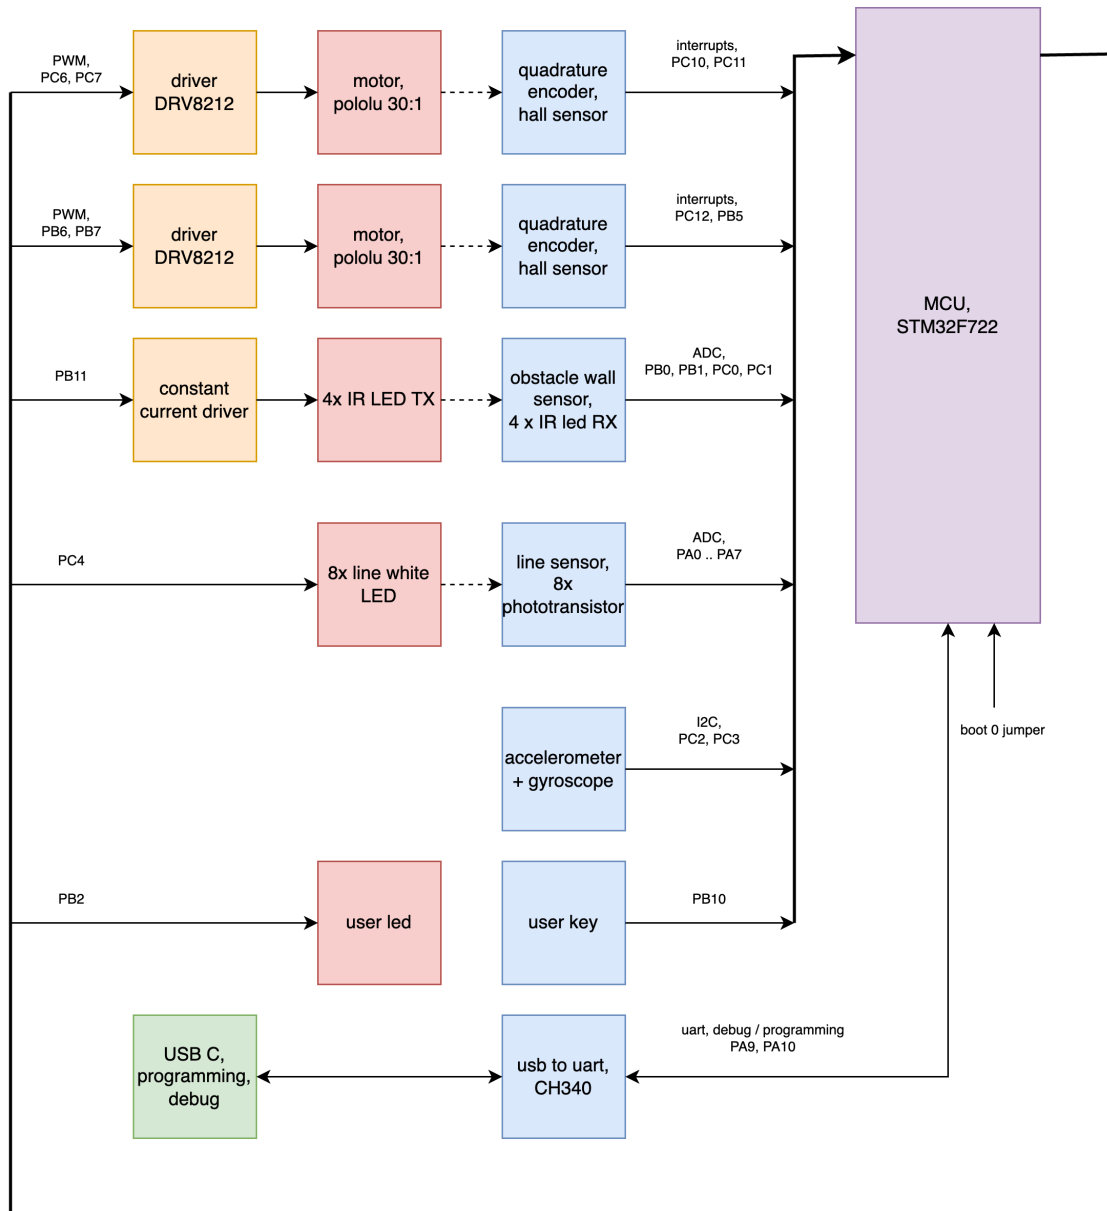 PWM,
PC6, PC7
driver
DRV8212
motor,
pololu 30:1
quadrature
encoder,
hall sensor
interrupts,
PC10, PC11
PWM,
PB6, PB7
driver
DRV8212
motor,
pololu 30:1
quadrature
encoder,
hall sensor
interrupts,
PC12, PB5
MCU,
STM32F722
PB11
constant
current driver
4x IR LED TX
obstacle wall
sensor,
4 x IR led RX
ADC,
PB0, PB1, PC0, PC1
PC4
8x line white
LED
line sensor,
8x
phototransistor
ADC,
PA0 .. PA7
accelerometer
+ gyroscope
I2C,
PC2, PC3
boot 0 jumper
PB2
user led
user key
PB10
USB C,
programming,
debug
usb to uart,
CH340
uart, debug / programming
PA9, PA10